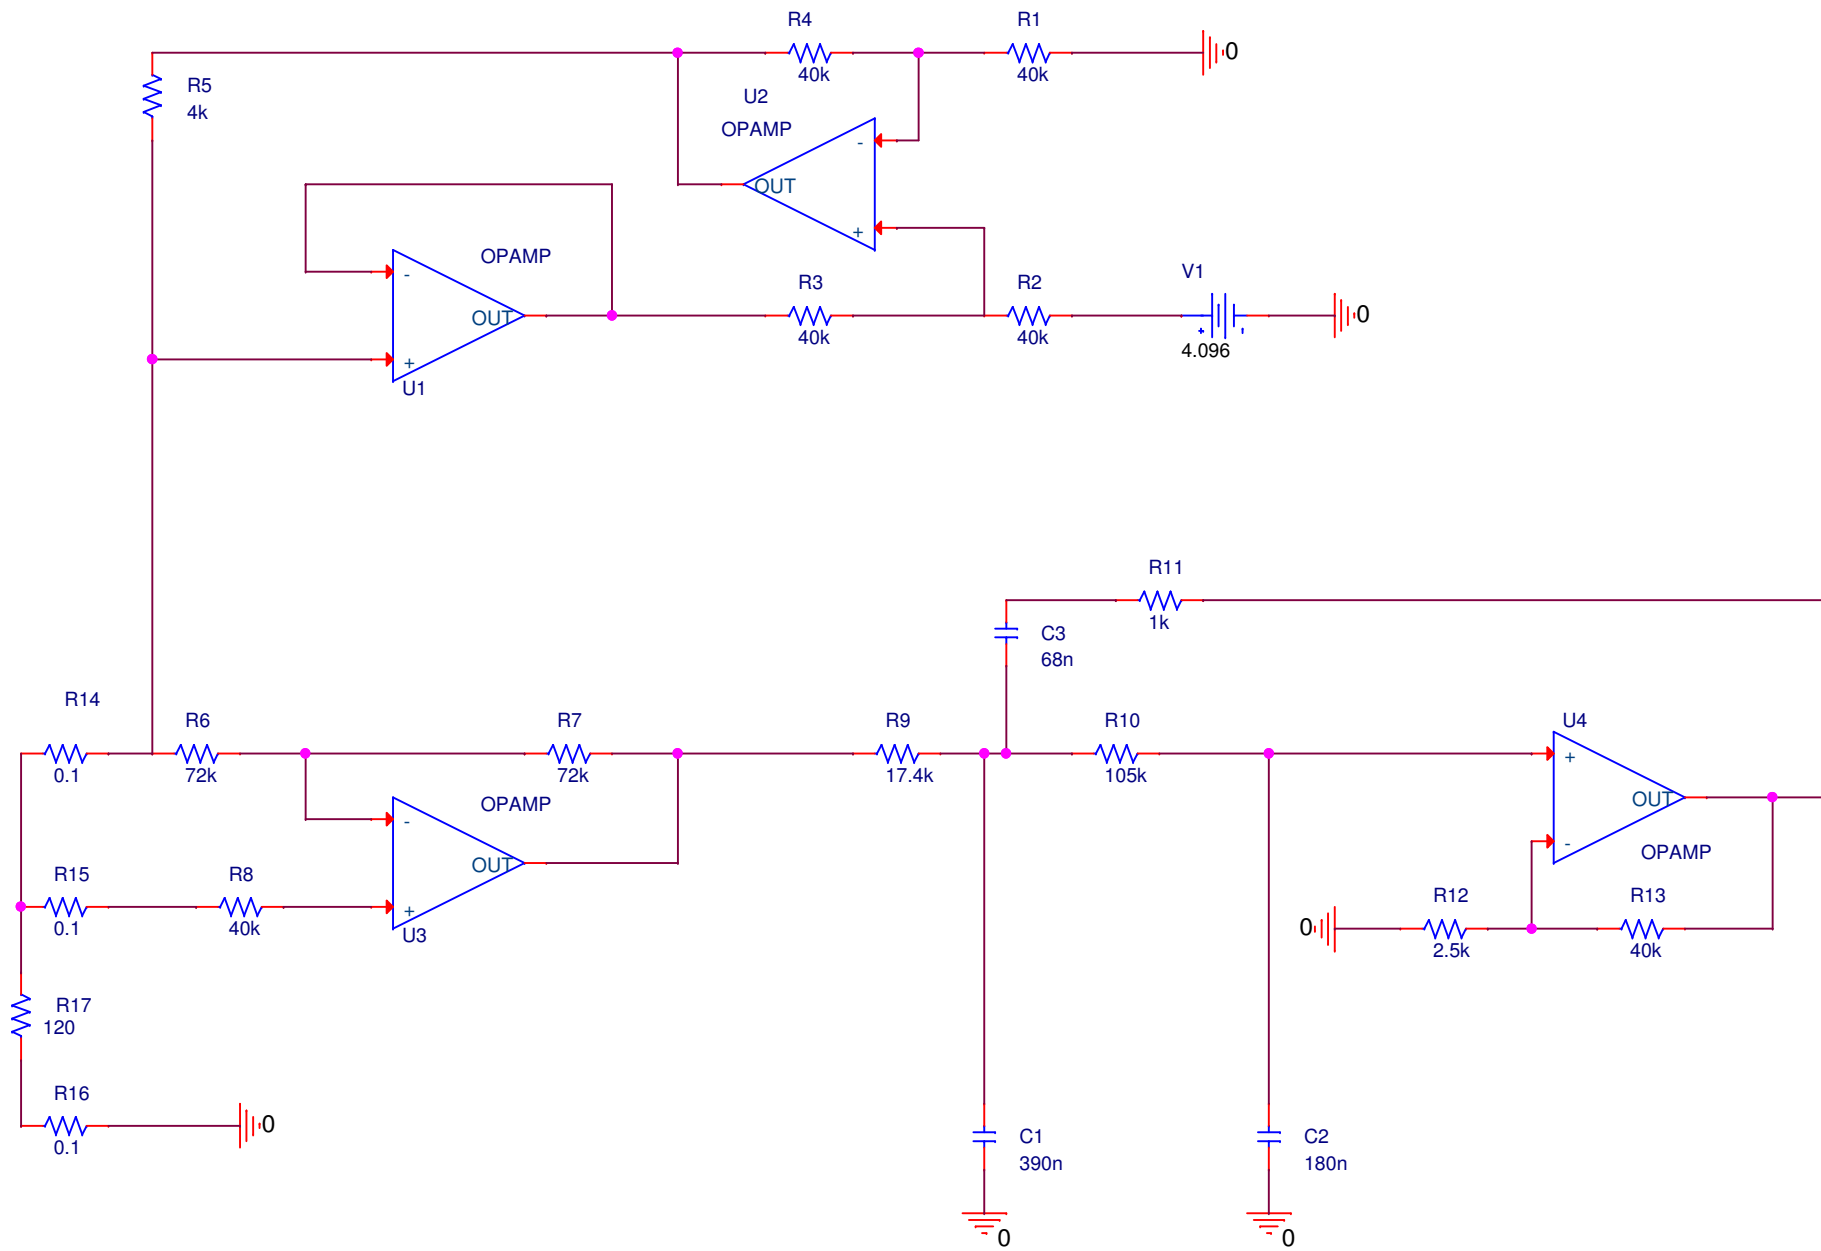 R4
40k
R1
40k
0
R5
4k
U2
OPAMP
-
+
OUT
OPAMP
-
+
OUT
U1
R3
40k
R2
40k
V1
+
-
4.096
0
R11
1k
C3
68n
R14
0.1
R6
72k
R7
72k
R9
17.4k
R10
105k
U4
+
-
OUT
OPAMP
OPAMP
-
+
OUT
U3
R15
0.1
R8
40k
0
R12
2.5k
R13
40k
R17
120
R16
0.1
0
C1
390n
0
C2
180n
0